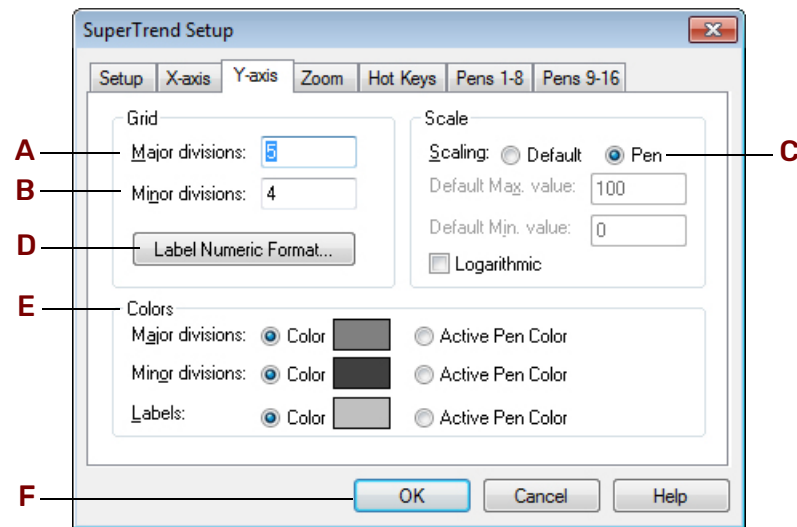 SuperTrend Setup
Setup X-axis Y-axis Zoom Hot Keys Pens 1-8 Pens 9-16
Grid
A Major divisions: 5
B Minor divisions: 4
D Label Numeric Format...
Scale
Scaling: Default Pen C
Default Max. value: 100
Default Min. value: 0
Logarithmic
E Colors
Major divisions: Color Active Pen Color
Minor divisions: Color Active Pen Color
Labels: Color Active Pen Color
F OK Cancel Help